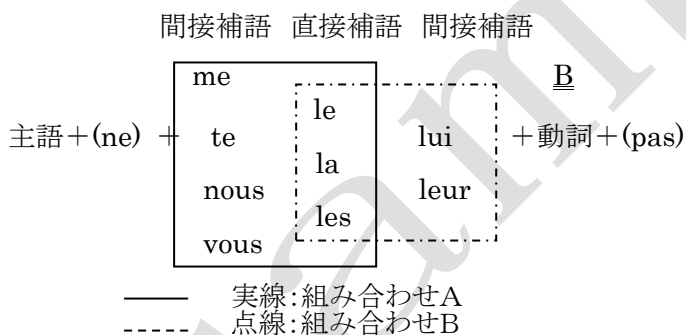 間接補語 直接補語 間接補語
me
B
le
主語＋(ne) ＋ te lui ＋動詞＋(pas)
la
nous leur
les
vous
実線:組み合わせA
点線:組み合わせB